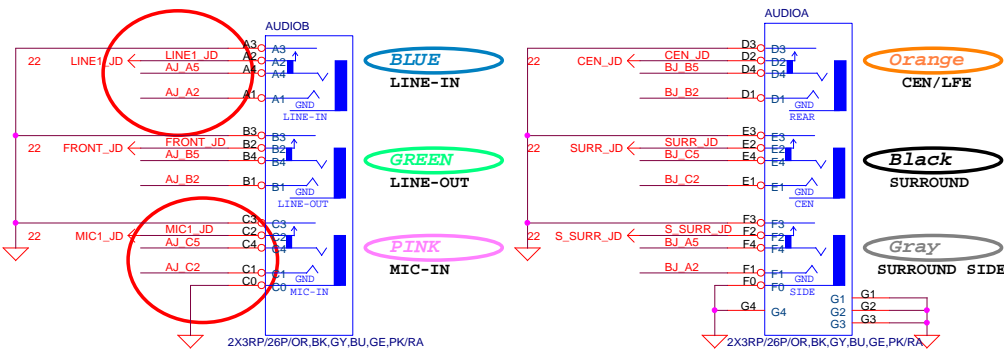 AUDIOB
A3 A3
22 LINE1_JD LINE1_JD A2 A2
AJ_A5 A4 A4
AJ_A2 A1 A1
GND
LINE-IN
BLUE
LINE-IN
B3 B3
22 FRONT_JD FRONT_JD B2 B2
AJ_B5 B4 B4
AJ_B2 B1 B1
GND
LINE-OUT
GREEN
LINE-OUT
C3 C3
22 MIC1_JD MIC1_JD C2 C2
AJ_C5 C4 C4
AJ_C2 C1 C1
GND
C0 C0
MIC-IN
PINK
MIC-IN
2X3RP/26P/OR,BK,GY,BU,GE,PK/RA
AUDIOA
D3 D3
22 CEN_JD CEN_JD D2 D2
BJ_B5 D4 D4
BJ_B2 D1 D1
GND
REAR
Orange
CEN/LFE
E3 E3
22 SURR_JD SURR_JD E2 E2
BJ_C5 E4 E4
BJ_C2 E1 E1
GND
CEN
Black
SURROUND
F3 F3
22 S_SURR_JD S_SURR_JD F2 F2
BJ_A5 F4 F4
BJ_A2 F1 F1
GND
F0 F0
SIDE
Gray
SURROUND SIDE
G4 G4
G1 G1
G2 G2
G3 G3
2X3RP/26P/OR,BK,GY,BU,GE,PK/RA